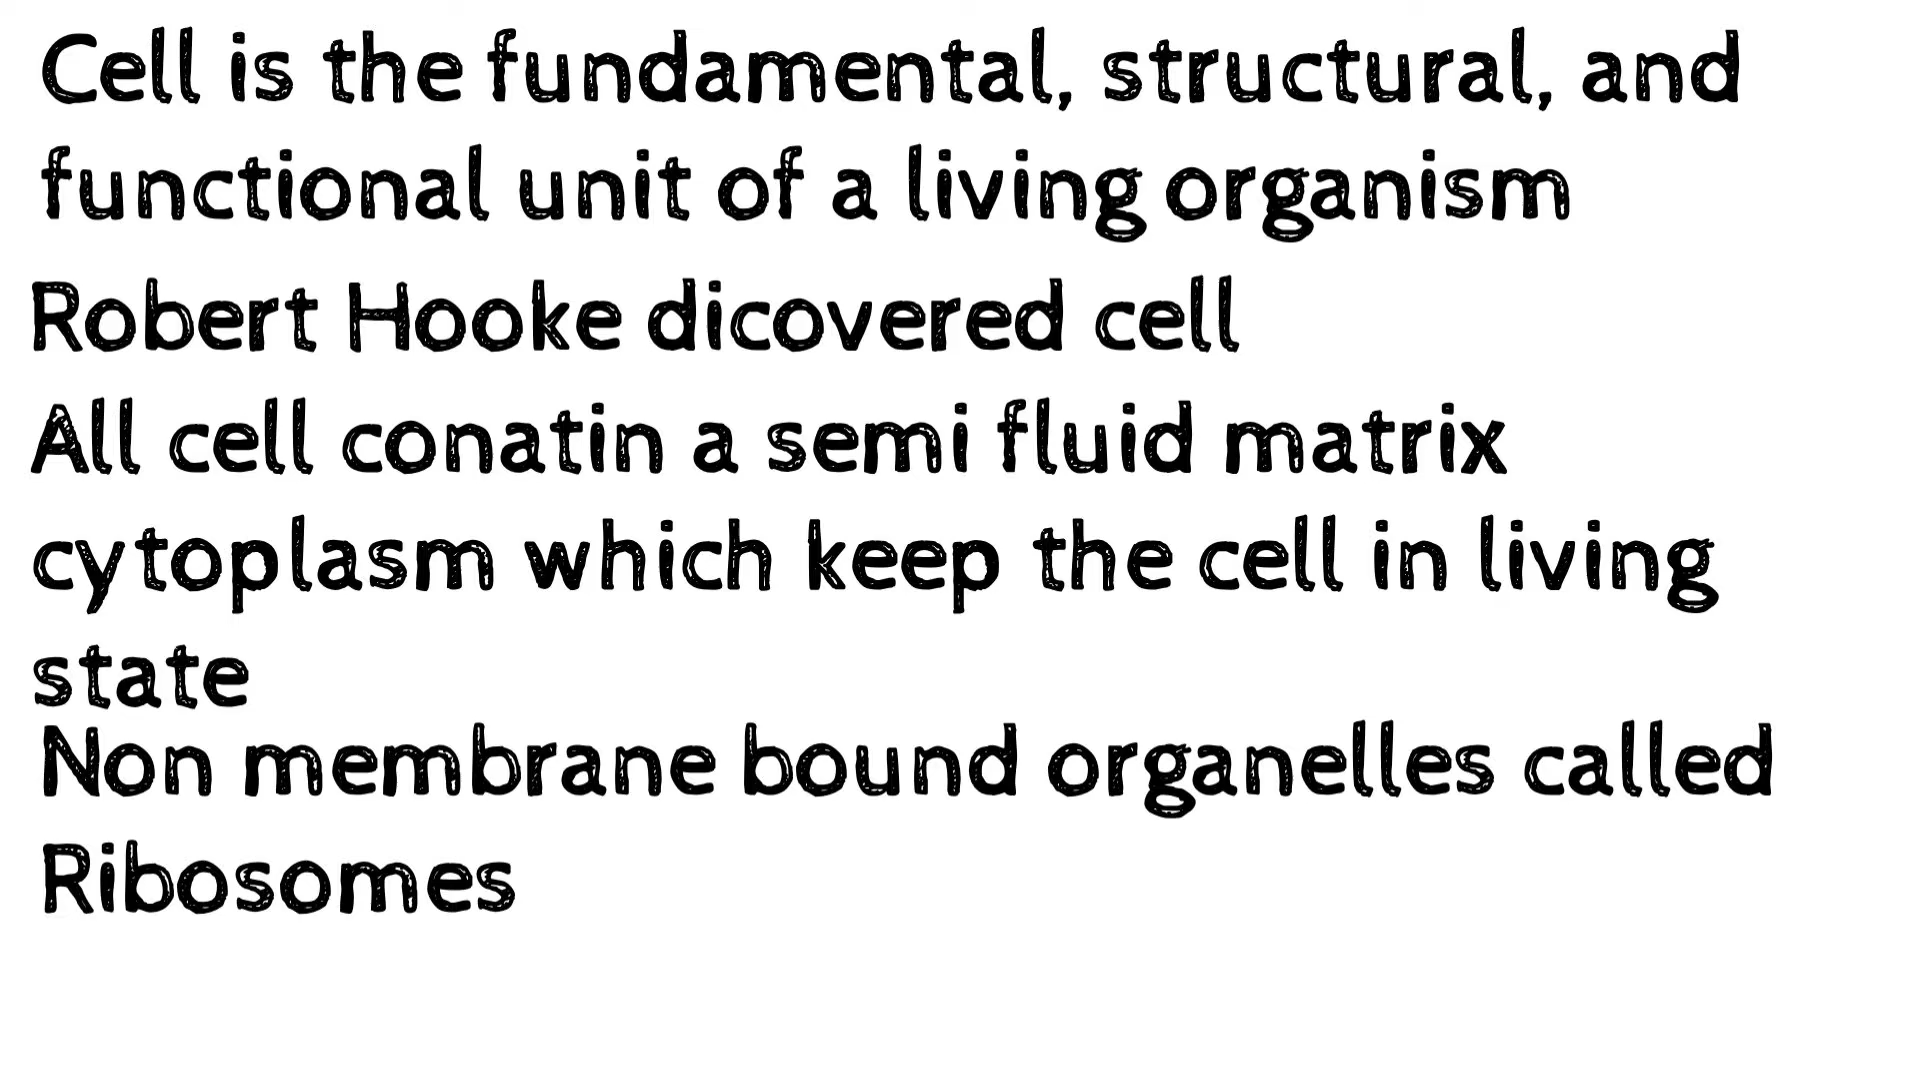 Cell is the fundamental, structural, and
functional unit of a living organism
Robert Hooke dicovered cell
All cell conatin a semi fluid matrix
cytoplasm which keep the cell in living
state
Non membrane bound organelles called
Ribosomes